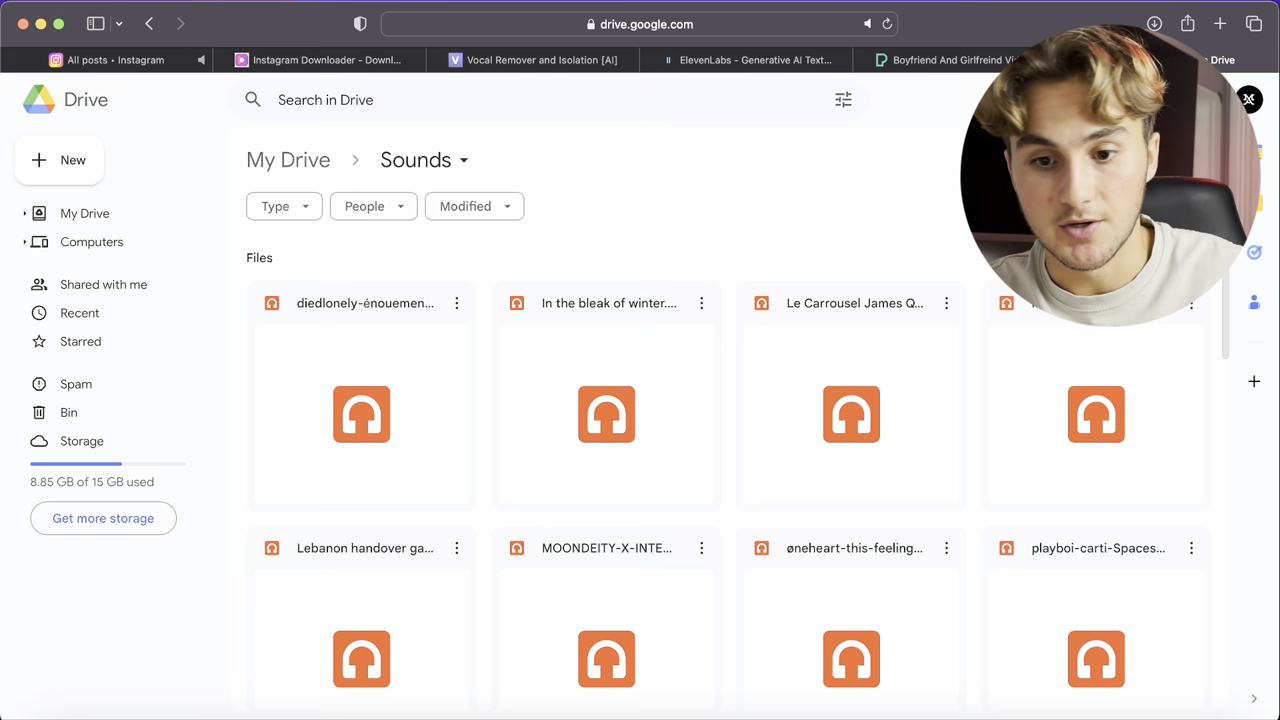 drive.google.com
All posts • Instagram
Instagram Downloader - Downl...
Vocal Remover and Isolation [AI]
ElevenLabs - Generative AI Text...
Boyfriend And Girlfreind Vi
Drive
Drive
Search in Drive
New
My Drive
Sounds
Type
People
Modified
My Drive
Computers
Files
Shared with me
diedlonely-énouemen...
In the bleak of winter....
Le Carrousel James Q...
Recent
Starred
Spam
Bin
Storage
8.85 GB of 15 GB used
Get more storage
Lebanon handover ga...
MOONDEITY-X-INTE...
øneheart-this-feeling...
playboi-carti-Spaces...